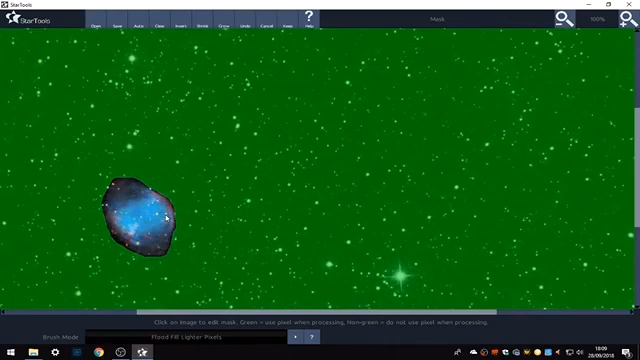 StarTools
StarTools
Open Save Auto Clear Invert Shrink Grow Undo Cancel Keep Help
?
Mask
100%
Click on image to edit mask. Green = use pixel when processing, Non-green = do not use pixel when processing.
Brush Mode
Flood Fill Lighter Pixels
?
18:09
28/09/2018